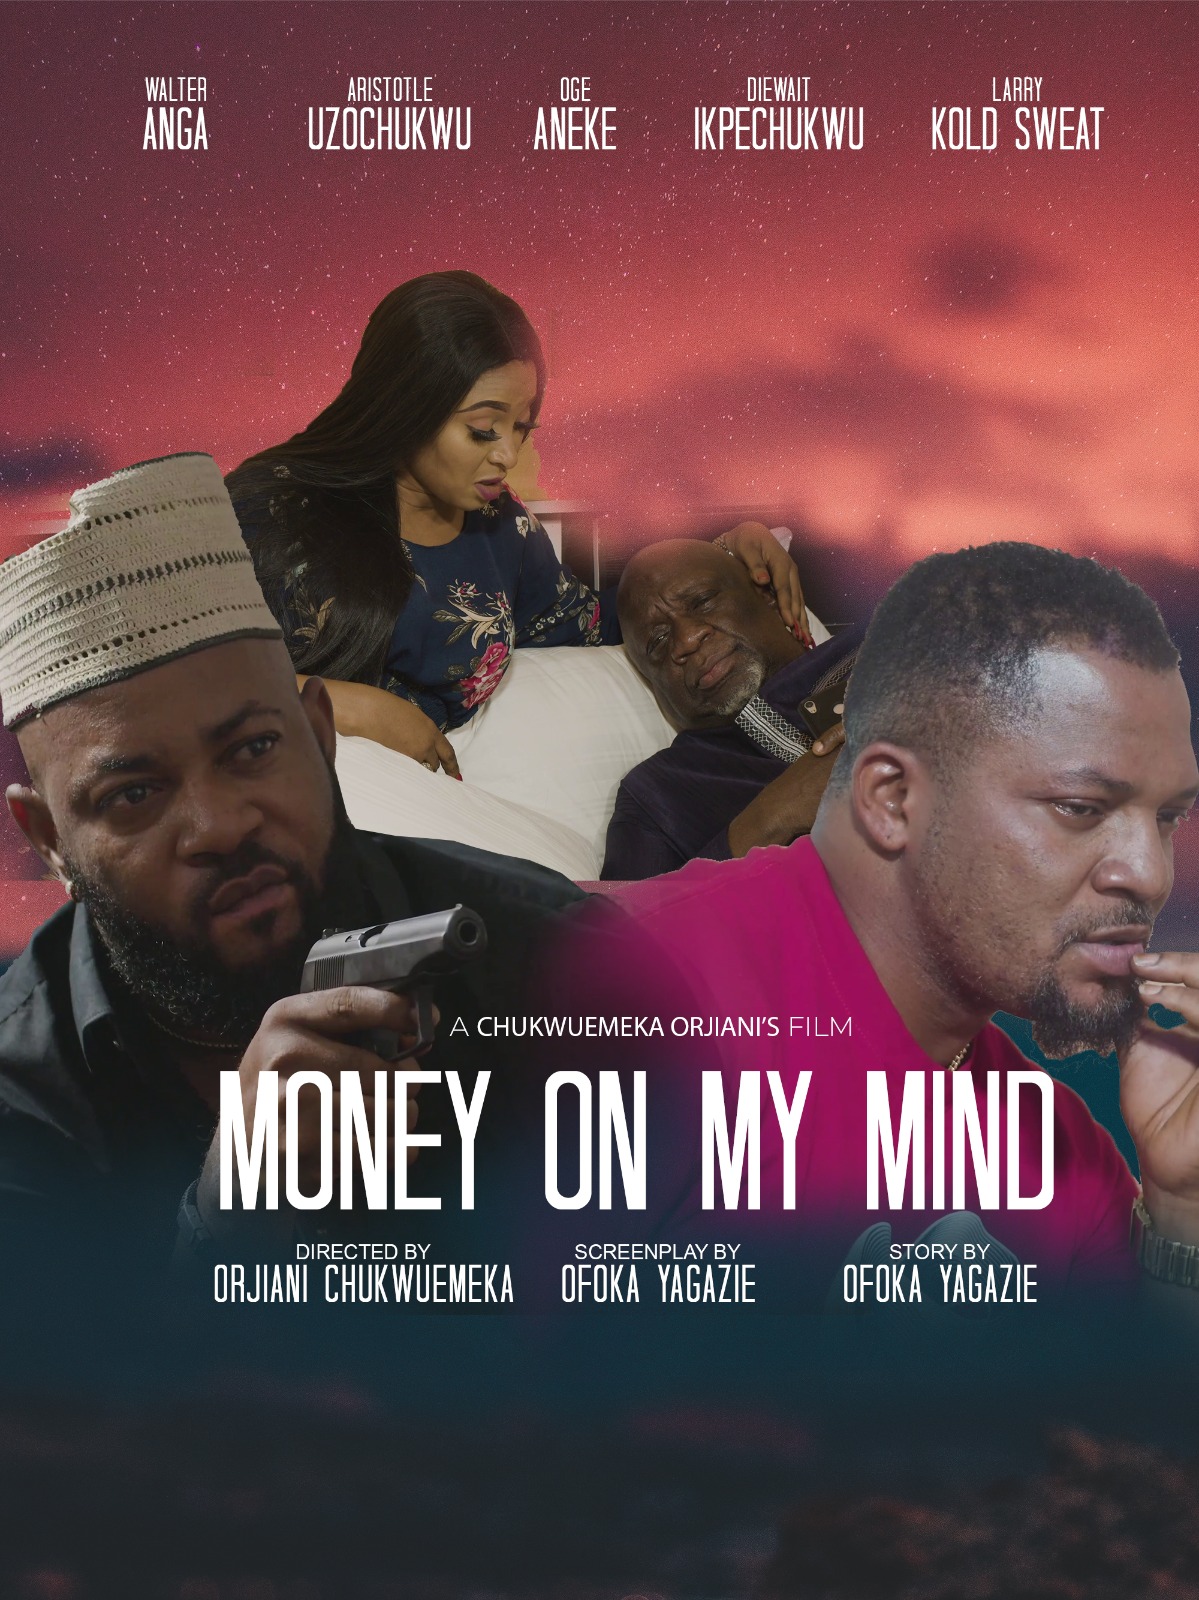 WALTER
ANGA
ARISTOTLE
UZOCHUKWU
OGE
ANEKE
DIEWAIT
IKPECHUKWU
LARRY
KOLD SWEAT
A CHUKWUEMEKA ORJIANI'S FILM
MONEY ON MY MIND
DIRECTED BY
ORJIANI CHUKWUEMEKA
SCREENPLAY BY
OFOKA YAGAZIE
STORY BY
OFOKA YAGAZIE